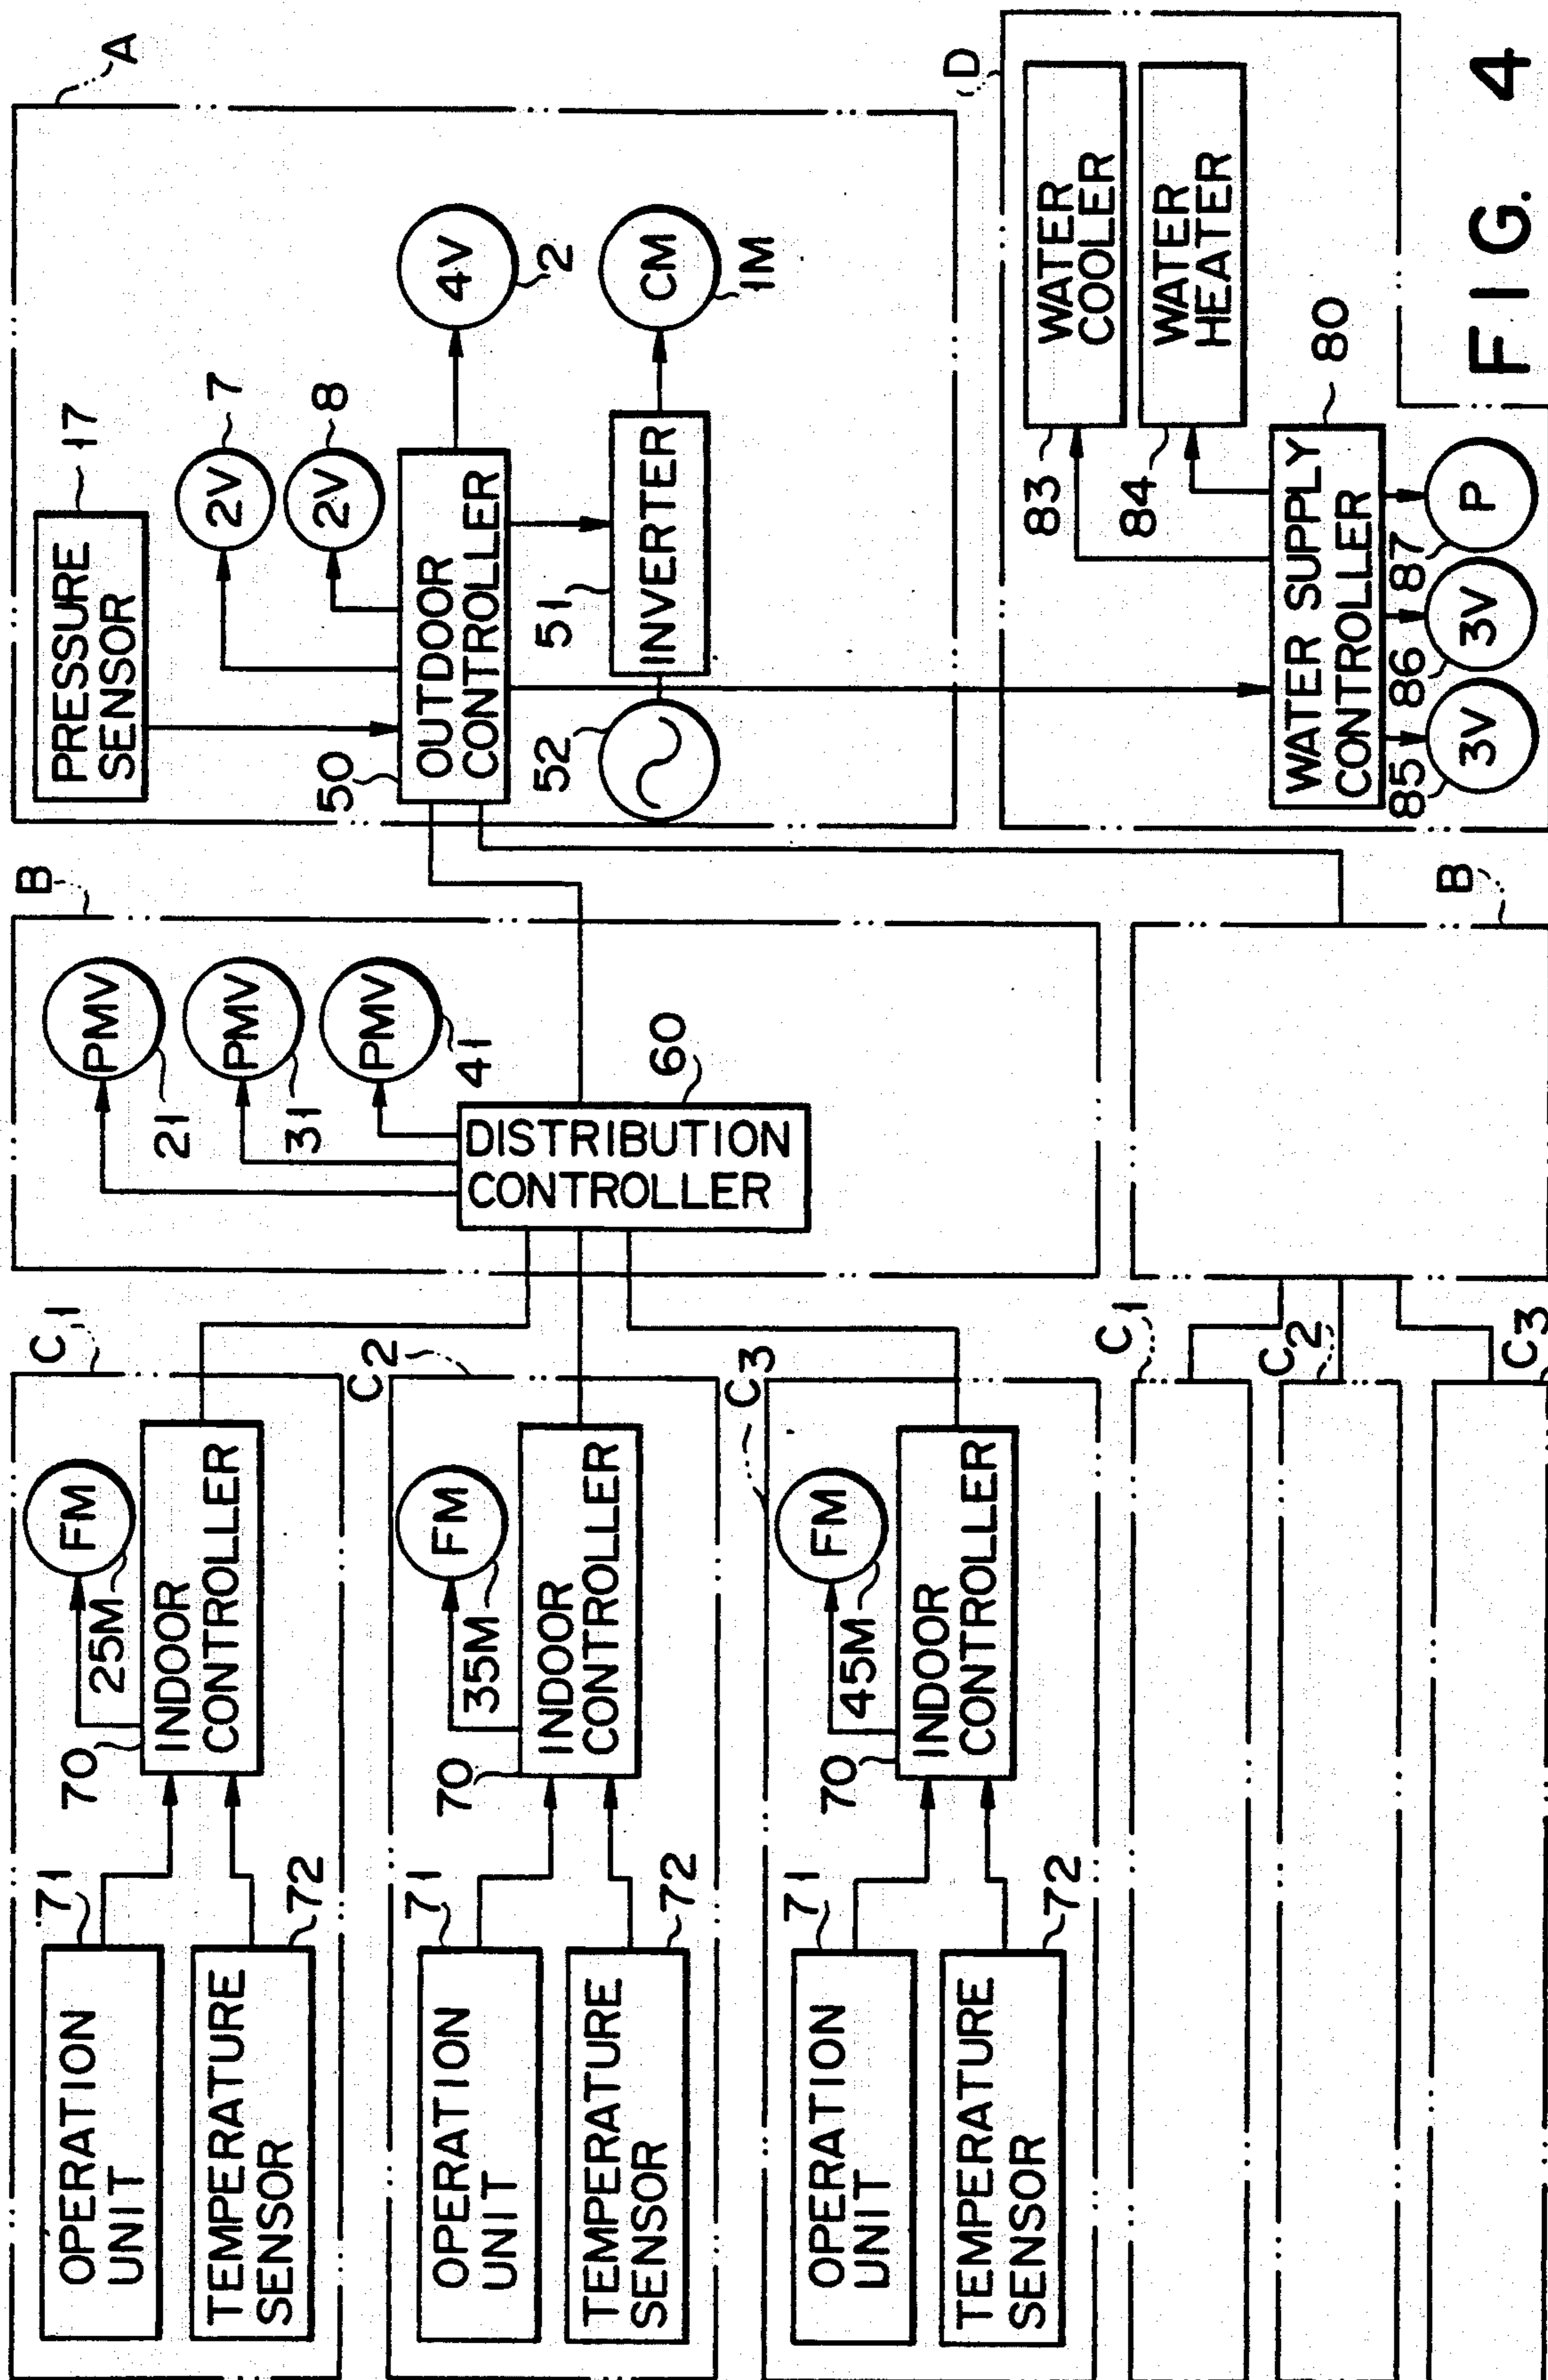 A
PRESSURE
SENSOR
17
2V
7
2V
8
4V
2
OUTDOOR
CONTROLLER
50
INVERTER
51
CM
1M
52
B
PMV
21
PMV
31
PMV
41
DISTRIBUTION
CONTROLLER
60
C1
FM
25M
INDOOR
CONTROLLER
70
OPERATION
UNIT
71
TEMPERATURE
SENSOR
72
C2
FM
35M
INDOOR
CONTROLLER
70
OPERATION
UNIT
71
TEMPERATURE
SENSOR
72
C3
FM
45M
INDOOR
CONTROLLER
70
OPERATION
UNIT
71
TEMPERATURE
SENSOR
72
D
WATER
COOLER
83
WATER
HEATER
84
WATER SUPPLY
CONTROLLER
80
3V
85
3V
86
P
87
B
C1
C2
C3
FIG. 4